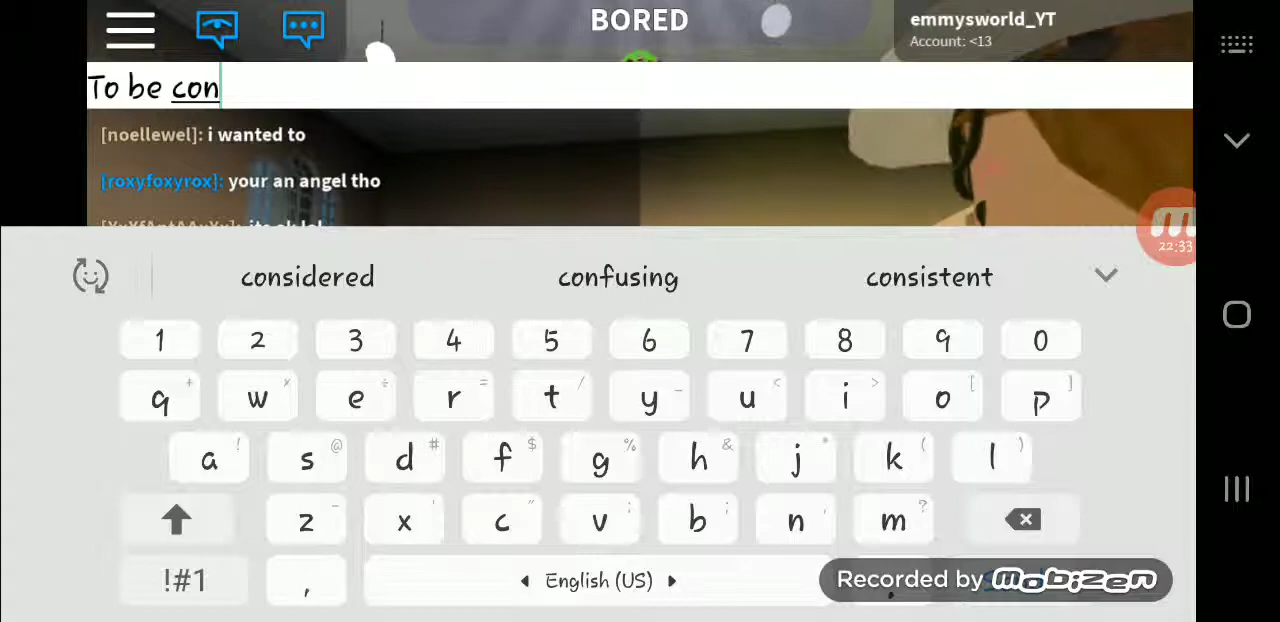 BORED
emmysworld_YT
Account: <13
To be con
[noellewel]: i wanted to
[roxyfoxyrox]: your an angel tho
22:33
considered confusing consistent
1 2 3 4 5 6 7 8 9 0
q w e r t y u i o p
a s d f g h j k l
z x c v b n m
!#1 , English (US)
Recorded by mobizen